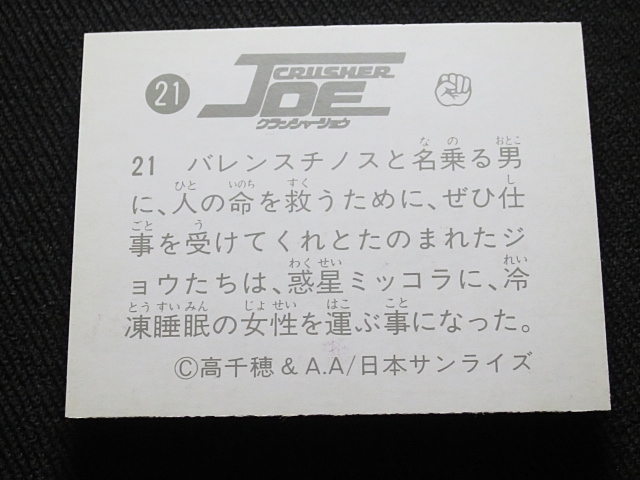 21
CRUSHER
JOE
クラッシャージョウ
21 バレンスチノスと名乗る男
に、人の命を救うために、ぜひ仕
事を受けてくれとたのまれたジ
ョウたちは、惑星ミッコラに、冷
凍睡眠の女性を運ぶ事になった。
©高千穂&A.A/日本サンライズ